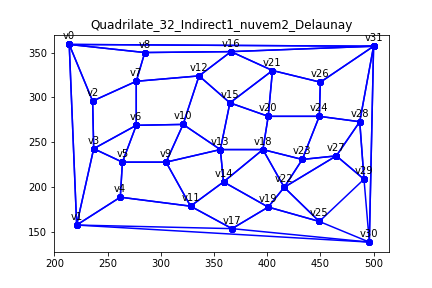 Quadrilate_32_Indirect1_nuvem2_Delaunay
v0 v31
v8 v16
v21
v7 v12 v26
350
v2 v15
300
v20 v24 v28
v6 v10
250
v3 v13 v18
v5 v9 v23 v27
v14 v22 v29
200
v4 v11 v19
v1 v17 v25
150
v30
200 250 300 350 400 450 500